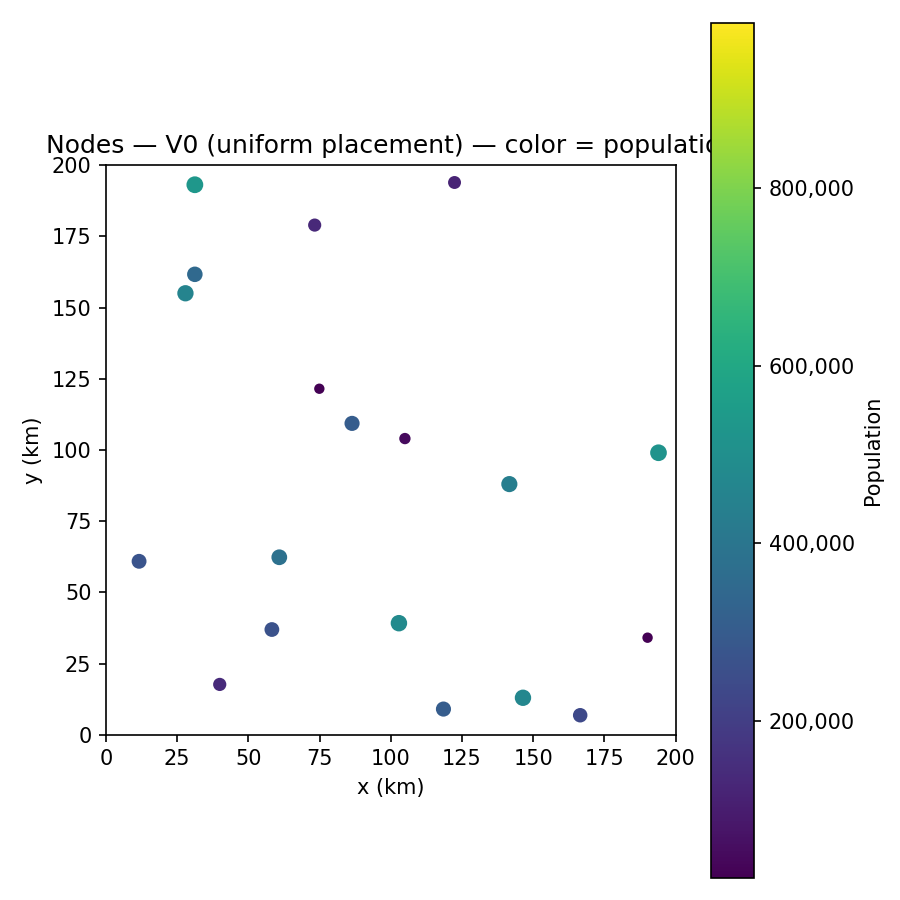 Nodes — V0 (uniform placement) — color = populatio
200
175
150
125
100
75
50
25
0
y (km)
0 25 50 75 100 125 150 175 200
x (km)
800,000
600,000
400,000
200,000
Population